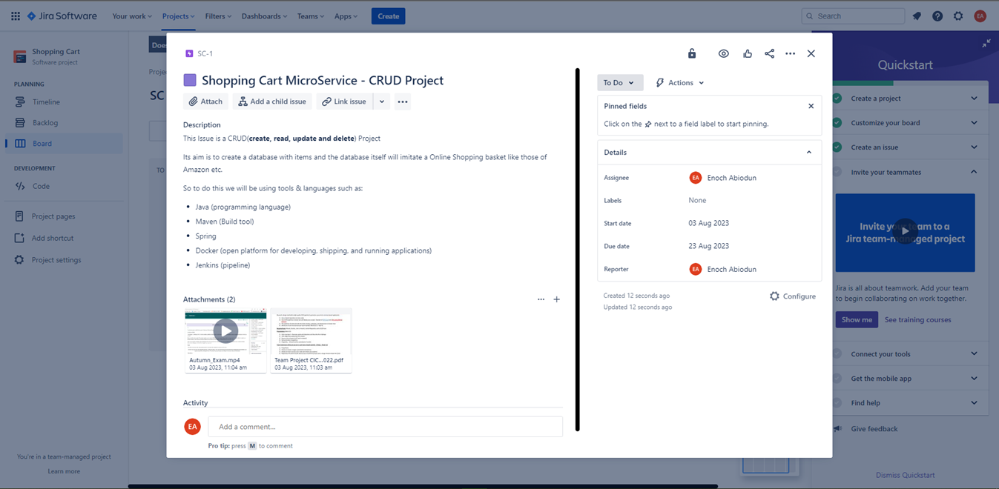 Jira Software
Your work
Projects
Filters
Dashboards
Teams
Apps
Create
Search
EA
Shopping Cart
Software project
PLANNING
Timeline
Backlog
Board
DEVELOPMENT
Code
Project pages
Add shortcut
Project settings
You're in a team-managed project
Learn more
SC
TO
SC-1
Shopping Cart MicroService - CRUD Project
Attach
Add a child issue
Link issue
Description
This Issue is a CRUD(create, read, update and delete) Project
Its aim is to create a database with items and the database itself will imitate a Online Shopping basket like those of
Amazon etc.
So to do this we will be using tools & languages such as:
• Java (programming language)
• Maven (Build tool)
• Spring
• Docker (open platform for developing, shipping, and running applications)
• Jenkins (pipeline)
Attachments (2)
Autumn_Exam.mp4
03 Aug 2023, 11:04 am
Team Project CIC...022.pdf
03 Aug 2023, 11:03 am
Activity
EA
Add a comment...
Pro tip: press M to comment
To Do
Actions
Pinned fields
Click on the next to a field label to start pinning.
Details
Assignee
EA Enoch Abiodun
Labels
None
Start date
03 Aug 2023
Due date
23 Aug 2023
Reporter
EA Enoch Abiodun
Created 12 seconds ago
Updated 12 seconds ago
Configure
Quickstart
Create a project
Customize your board
Create an issue
Invite your teammates
Invite your team to a
Jira team-managed project
Jira is all about teamwork. Add your team
to begin collaborating on work together.
Show me
See training courses
Connect your tools
Get the mobile app
Find help
Give feedback
Dismiss Quickstart